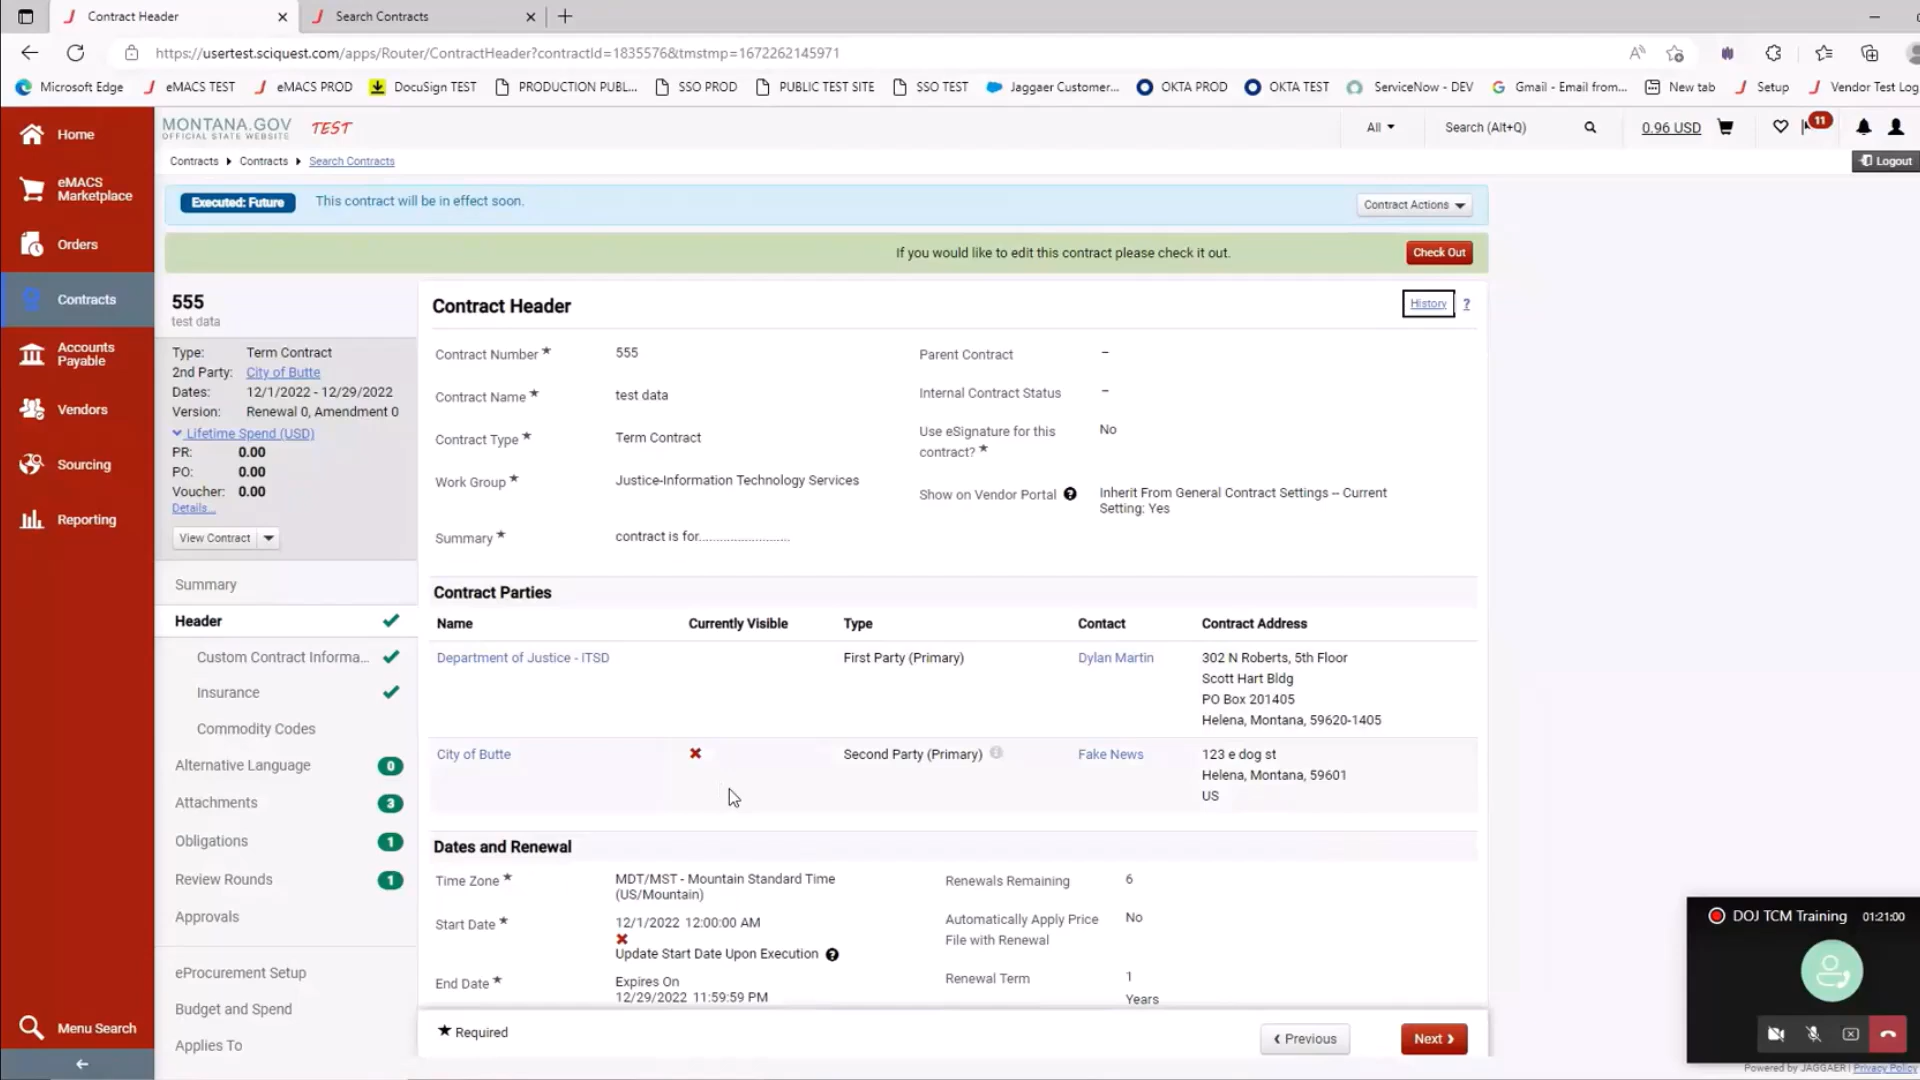 Contract Header
Search Contracts
https://usertest.sciquest.com/apps/Router/ContractHeader?contractId=1835576&tmstmp=1672262145971
Microsoft Edge
eMACS TEST
eMACS PROD
DocuSign TEST
PRODUCTION PUBL...
SSO PROD
PUBLIC TEST SITE
SSO TEST
Jaggaer Customer...
OKTA PROD
OKTA TEST
ServiceNow - DEV
Gmail - Email from...
New tab
Setup
Vendor Test Log
Home
eMACS
Marketplace
Orders
Contracts
Accounts
Payable
Vendors
Sourcing
Reporting
Menu Search
MONTANA.GOV
OFFICIAL STATE WEBSITE
TEST
All
Search (Alt+Q)
0.96 USD
11
Contracts
Contracts
Search Contracts
Logout
Executed: Future
This contract will be in effect soon.
Contract Actions
If you would like to edit this contract please check it out.
Check Out
555
test data
Type: Term Contract
2nd Party: City of Butte
Dates: 12/1/2022 - 12/29/2022
Version: Renewal 0, Amendment 0
Lifetime Spend (USD)
PR: 0.00
PO: 0.00
Voucher: 0.00
Details...
View Contract
Summary
Header
Custom Contract Informa...
Insurance
Commodity Codes
Alternative Language 0
Attachments 3
Obligations 1
Review Rounds 1
Approvals
eProcurement Setup
Budget and Spend
Applies To
Contract Header
History ?
Contract Number ★ 555
Contract Name ★ test data
Contract Type ★ Term Contract
Work Group ★ Justice-Information Technology Services
Summary ★ contract is for..........................
Parent Contract –
Internal Contract Status –
Use eSignature for this
contract? ★ No
Show on Vendor Portal ? Inherit From General Contract Settings -- Current
Setting: Yes
Contract Parties
Name Currently Visible Type Contact Contract Address
Department of Justice - ITSD First Party (Primary) Dylan Martin 302 N Roberts, 5th Floor
Scott Hart Bldg
PO Box 201405
Helena, Montana, 59620-1405
City of Butte Second Party (Primary) Fake News 123 e dog st
Helena, Montana, 59601
US
Dates and Renewal
Time Zone ★ MDT/MST - Mountain Standard Time
(US/Mountain)
Start Date ★ 12/1/2022 12:00:00 AM
Update Start Date Upon Execution ?
End Date ★ Expires On
12/29/2022 11:59:59 PM
Renewals Remaining 6
Automatically Apply Price
File with Renewal No
Renewal Term 1
Years
★ Required
Previous
Next
DOJ TCM Training 01:21:00
Powered by JAGGAER | Privacy Policy